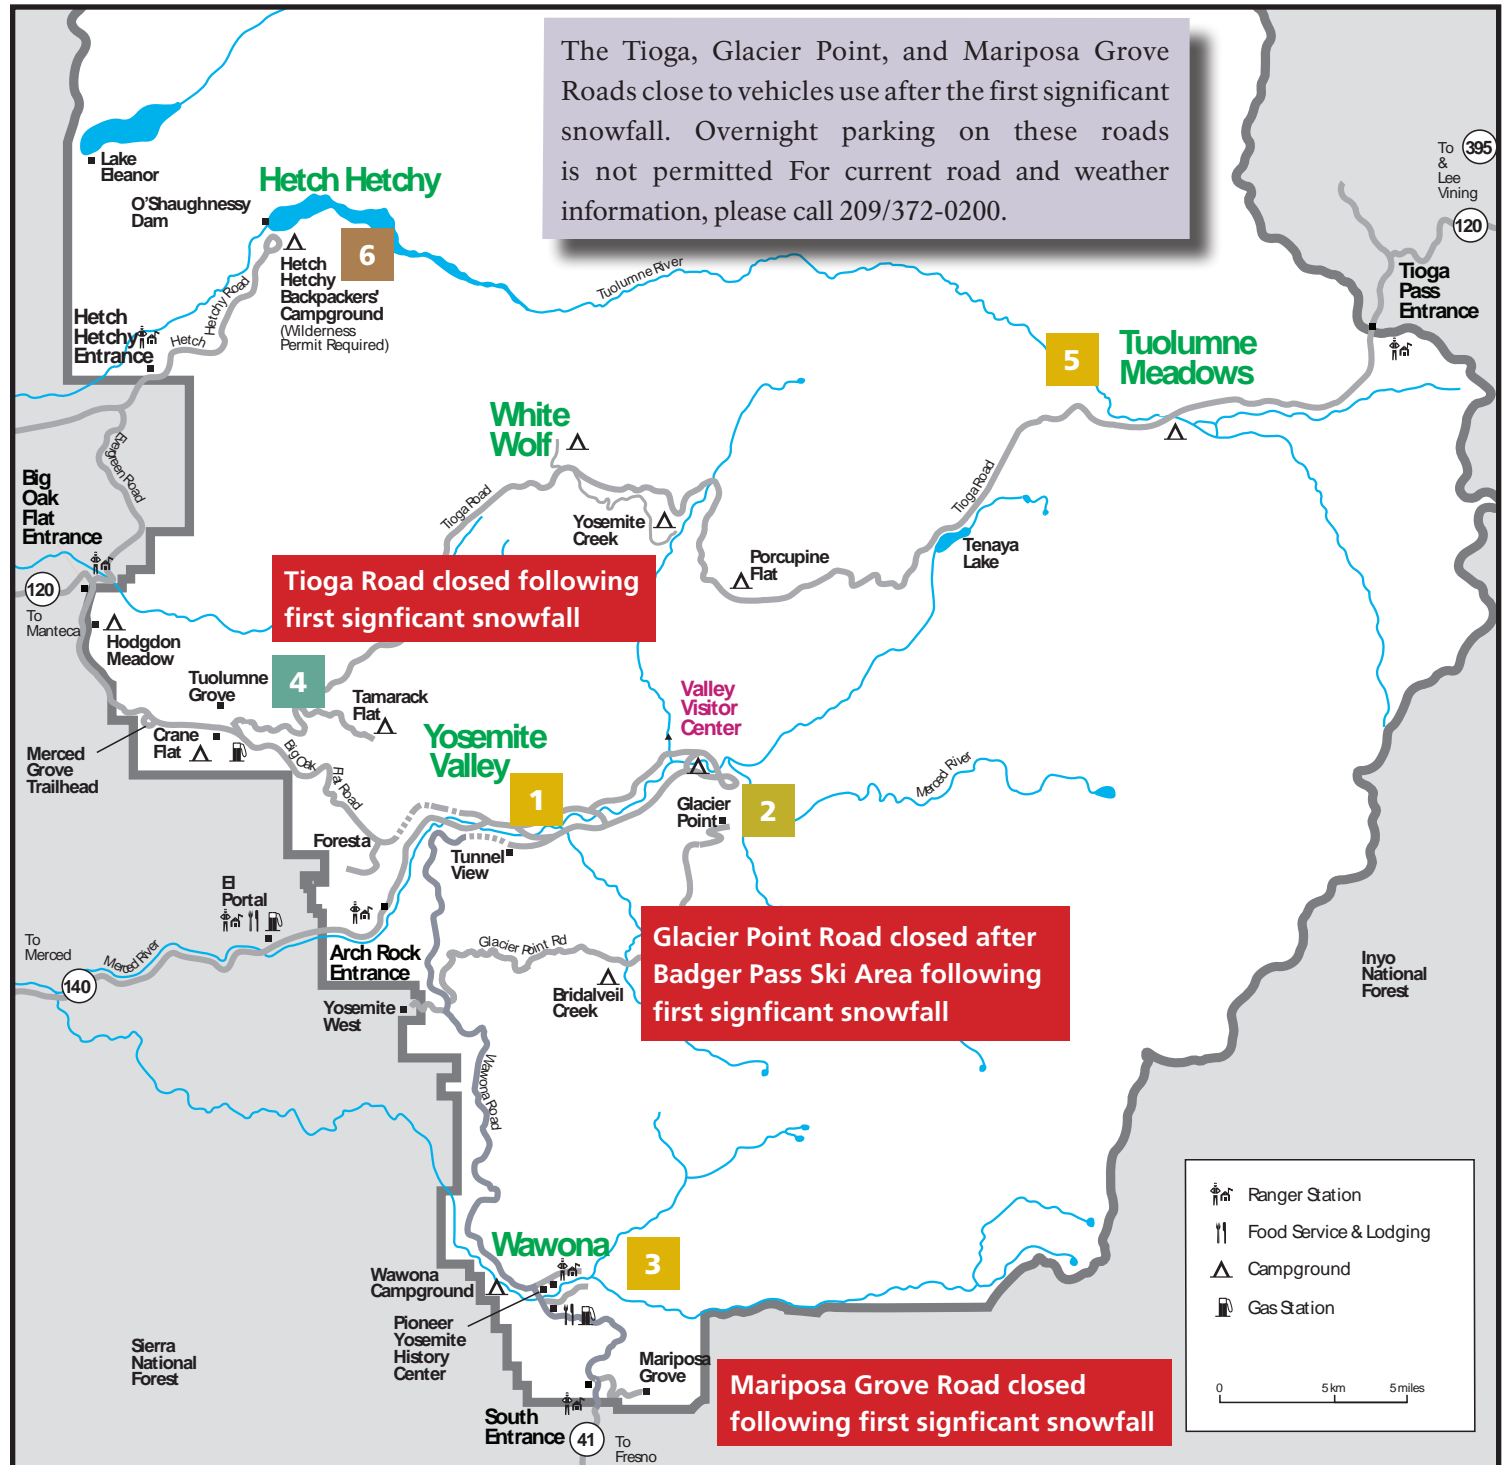 The Tioga, Glacier Point, and Mariposa Grove
Roads close to vehicles use after the first significant
snowfall. Overnight parking on these roads
is not permitted For current road and weather
information, please call 209/372-0200.
To
&
Lee
Vining
395
120
Lake
Eleanor
Hetch Hetchy
O'Shaughnessy
Dam
6
Hetch
Hetchy
Backpackers'
Campground
(Wilderness
Permit Required)
Tuolumne River
Tioga
Pass
Entrance
Hetch
Hetchy
Entrance
Hetch Hetchy Road
5
Tuolumne
Meadows
White
Wolf
Evergreen Road
Big
Oak
Flat
Entrance
Tioga Road
Tioga Road
Yosemite
Creek
Porcupine
Flat
Tenaya
Lake
120
To
Manteca
Tioga Road closed following
first signficant snowfall
Hodgdon
Meadow
Tuolumne
Grove
4
Tamarack
Flat
Valley
Visitor
Center
Crane
Flat
Merced
Grove
Trailhead
Big Oak Flat Road
Yosemite
Valley
1
Merced River
Glacier
Point
2
Foresta
Tunnel
View
El
Portal
To
Merced
Merced River
140
Arch Rock
Entrance
Glacier Point Rd
Glacier Point Road closed after
Badger Pass Ski Area following
first signficant snowfall
Bridalveil
Creek
Yosemite
West
Inyo
National
Forest
Wawona Road
Wawona
3
Wawona
Campground
Pioneer
Yosemite
History
Center
Sierra
National
Forest
Mariposa
Grove
Mariposa Grove Road closed
following first signficant snowfall
South
Entrance
41
To
Fresno
Ranger Station
Food Service & Lodging
Campground
Gas Station
0
5 km
5 miles